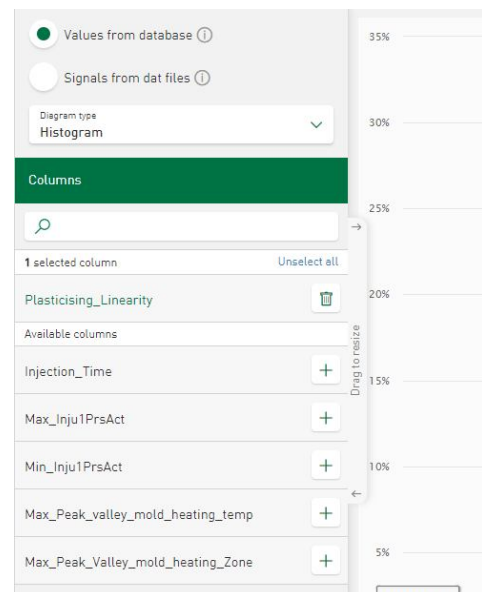 Values from database
Signals from dat files
Diagram type
Histogram
Columns
1 selected column Unselect all
Plasticising_Linearity
Available columns
Injection_Time
Max_Inju1PrsAct
Min_Inju1PrsAct
Max_Peak_valley_mold_heating_temp
Max_Peak_Valley_mold_heating_Zone
Drag to resize
35%
30%
25%
20%
15%
10%
5%